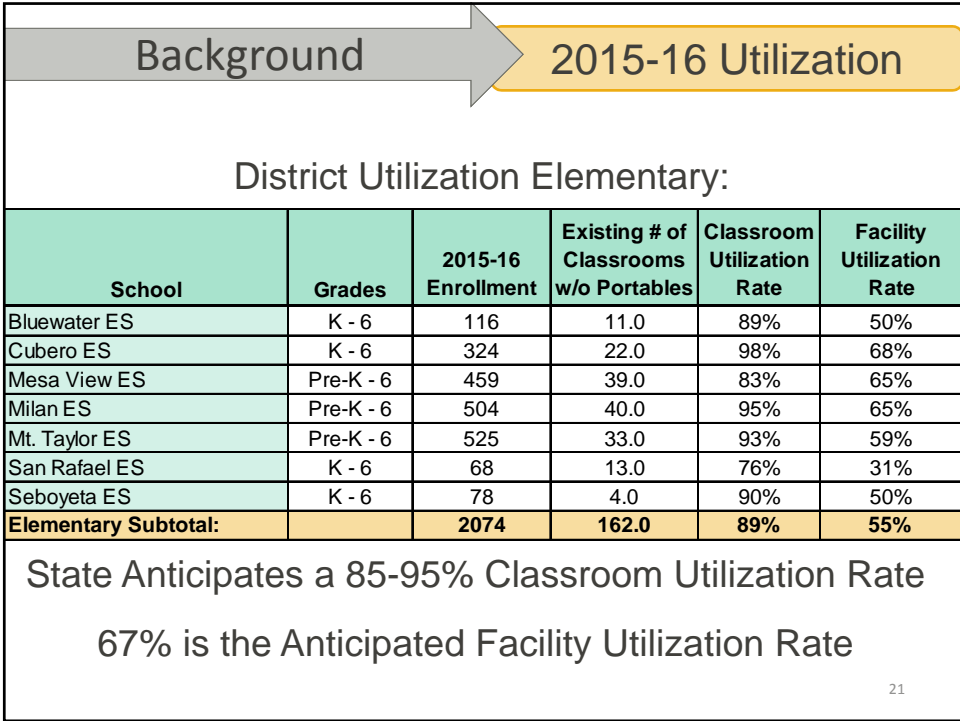 Background
2015-16 Utilization
District Utilization Elementary:
School Grades 2015-16 Enrollment Existing # of Classrooms w/o Portables Classroom Utilization Rate Facility Utilization Rate
Bluewater ES K - 6 116 11.0 89% 50%
Cubero ES K - 6 324 22.0 98% 68%
Mesa View ES Pre-K - 6 459 39.0 83% 65%
Milan ES Pre-K - 6 504 40.0 95% 65%
Mt. Taylor ES Pre-K - 6 525 33.0 93% 59%
San Rafael ES K - 6 68 13.0 76% 31%
Seboyeta ES K - 6 78 4.0 90% 50%
Elementary Subtotal: 2074 162.0 89% 55%
State Anticipates a 85-95% Classroom Utilization Rate
67% is the Anticipated Facility Utilization Rate
21